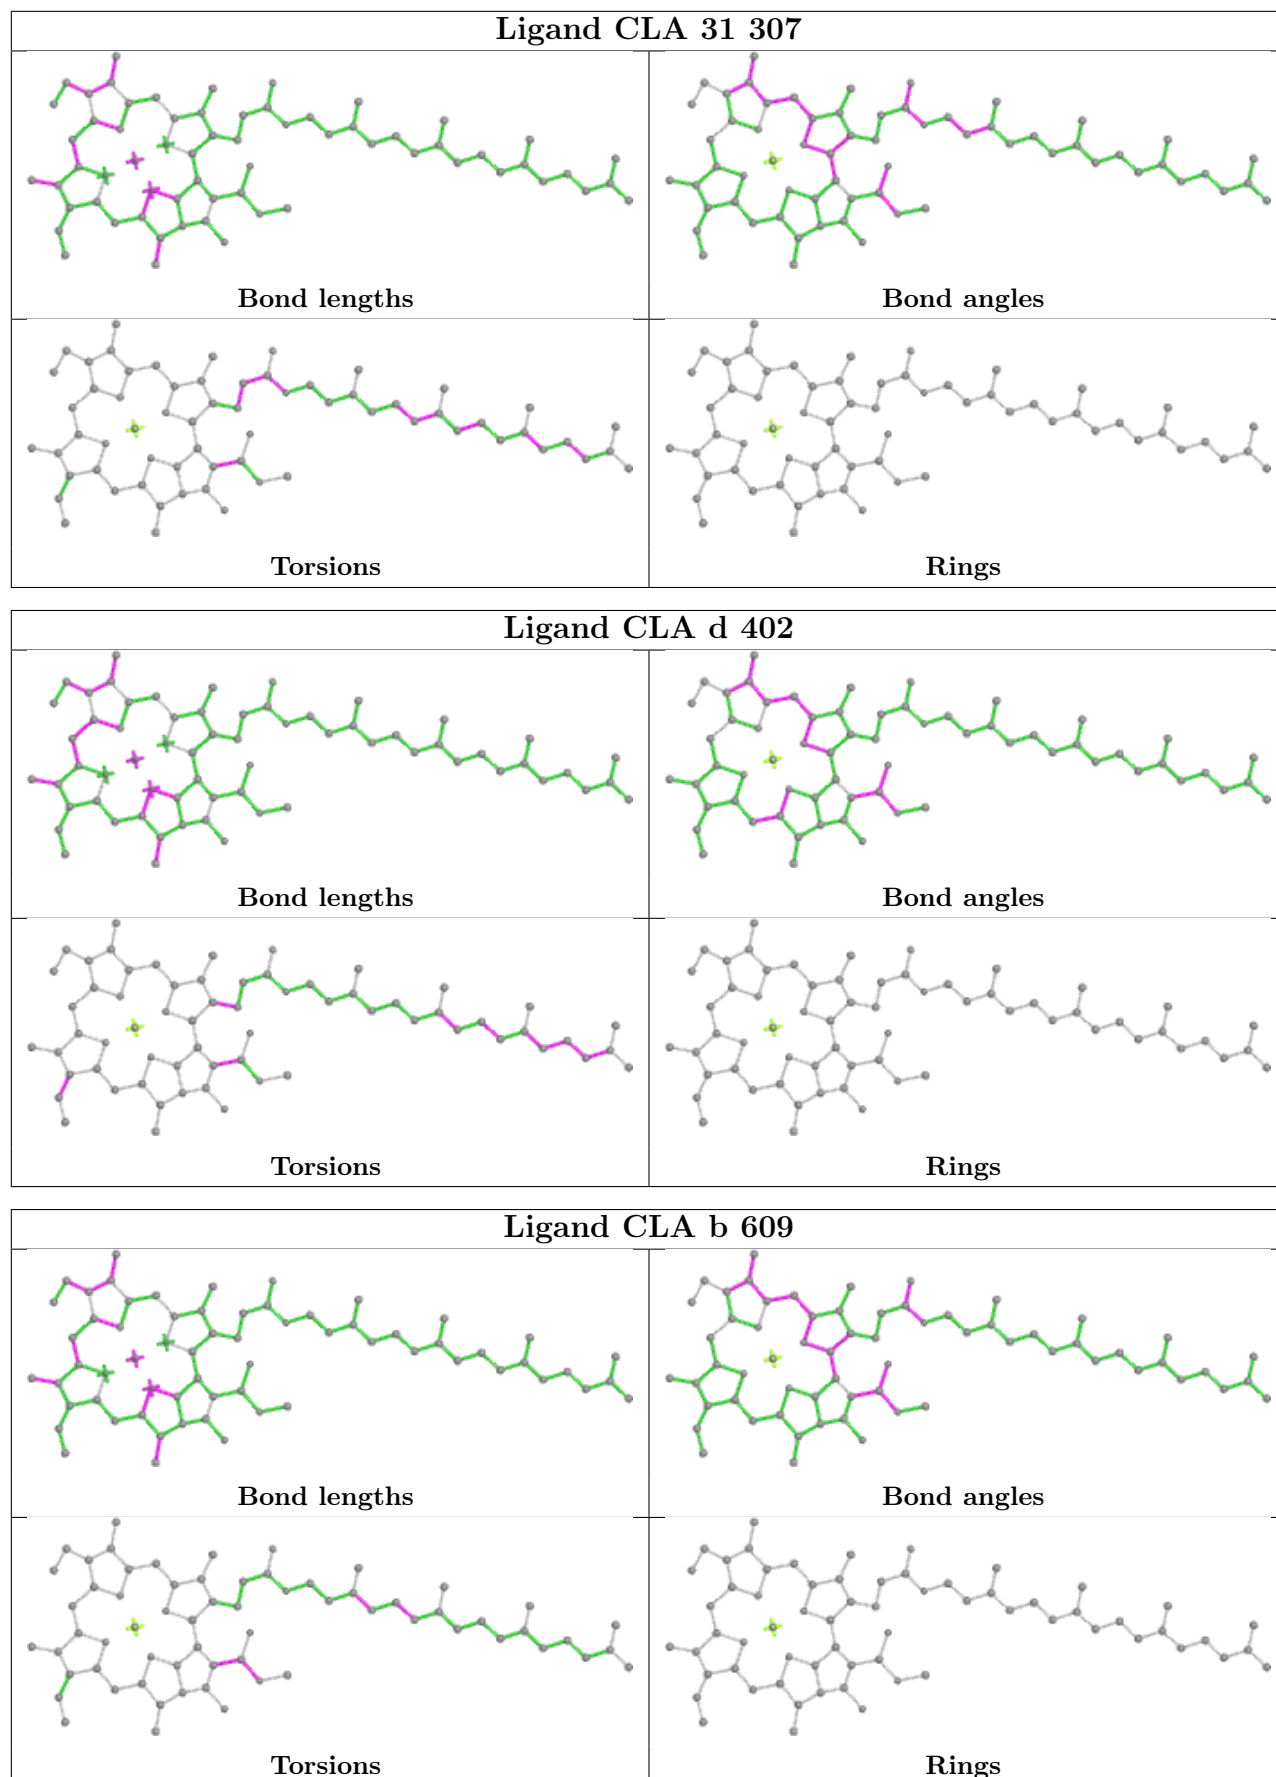 Ligand CLA 31 307
Bond lengths
Bond angles
Torsions
Rings
Ligand CLA d 402
Bond lengths
Bond angles
Torsions
Rings
Ligand CLA b 609
Bond lengths
Bond angles
Torsions
Rings